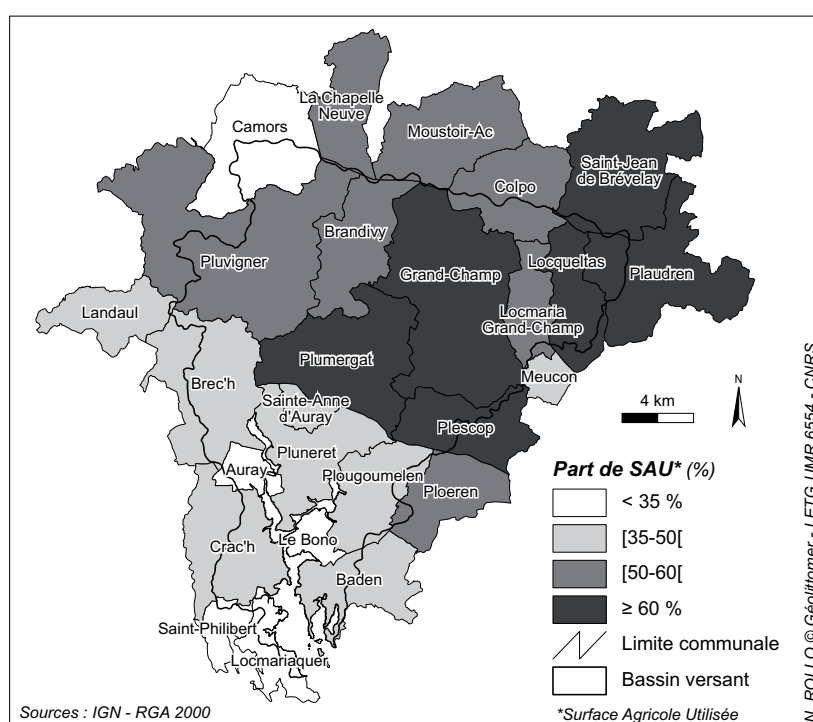 La Chapelle
Neuve
Camors
Moustoir-Ac
Saint-Jean
de Brévelay
Colpo
Brandivy
Pluvigner
Grand-Champ
Locqueltas
Plaudren
Landaul
Locmaria
Grand-Champ
Plumergat
Meucon
Brec'h
Sainte-Anne
d'Auray
Plescop
Pluneret
Auray
Plougoumelen
Ploeren
Le Bono
Crac'h
Baden
Saint-Philibert
Locmariaquer
4 km
N
Part de SAU* (%)
< 35 %
[35-50[
[50-60[
≥ 60 %
Limite communale
Bassin versant
*Surface Agricole Utilisée
Sources : IGN - RGA 2000
N. ROLLO © Géolittomer - LETG UMR 6554 - CNRS